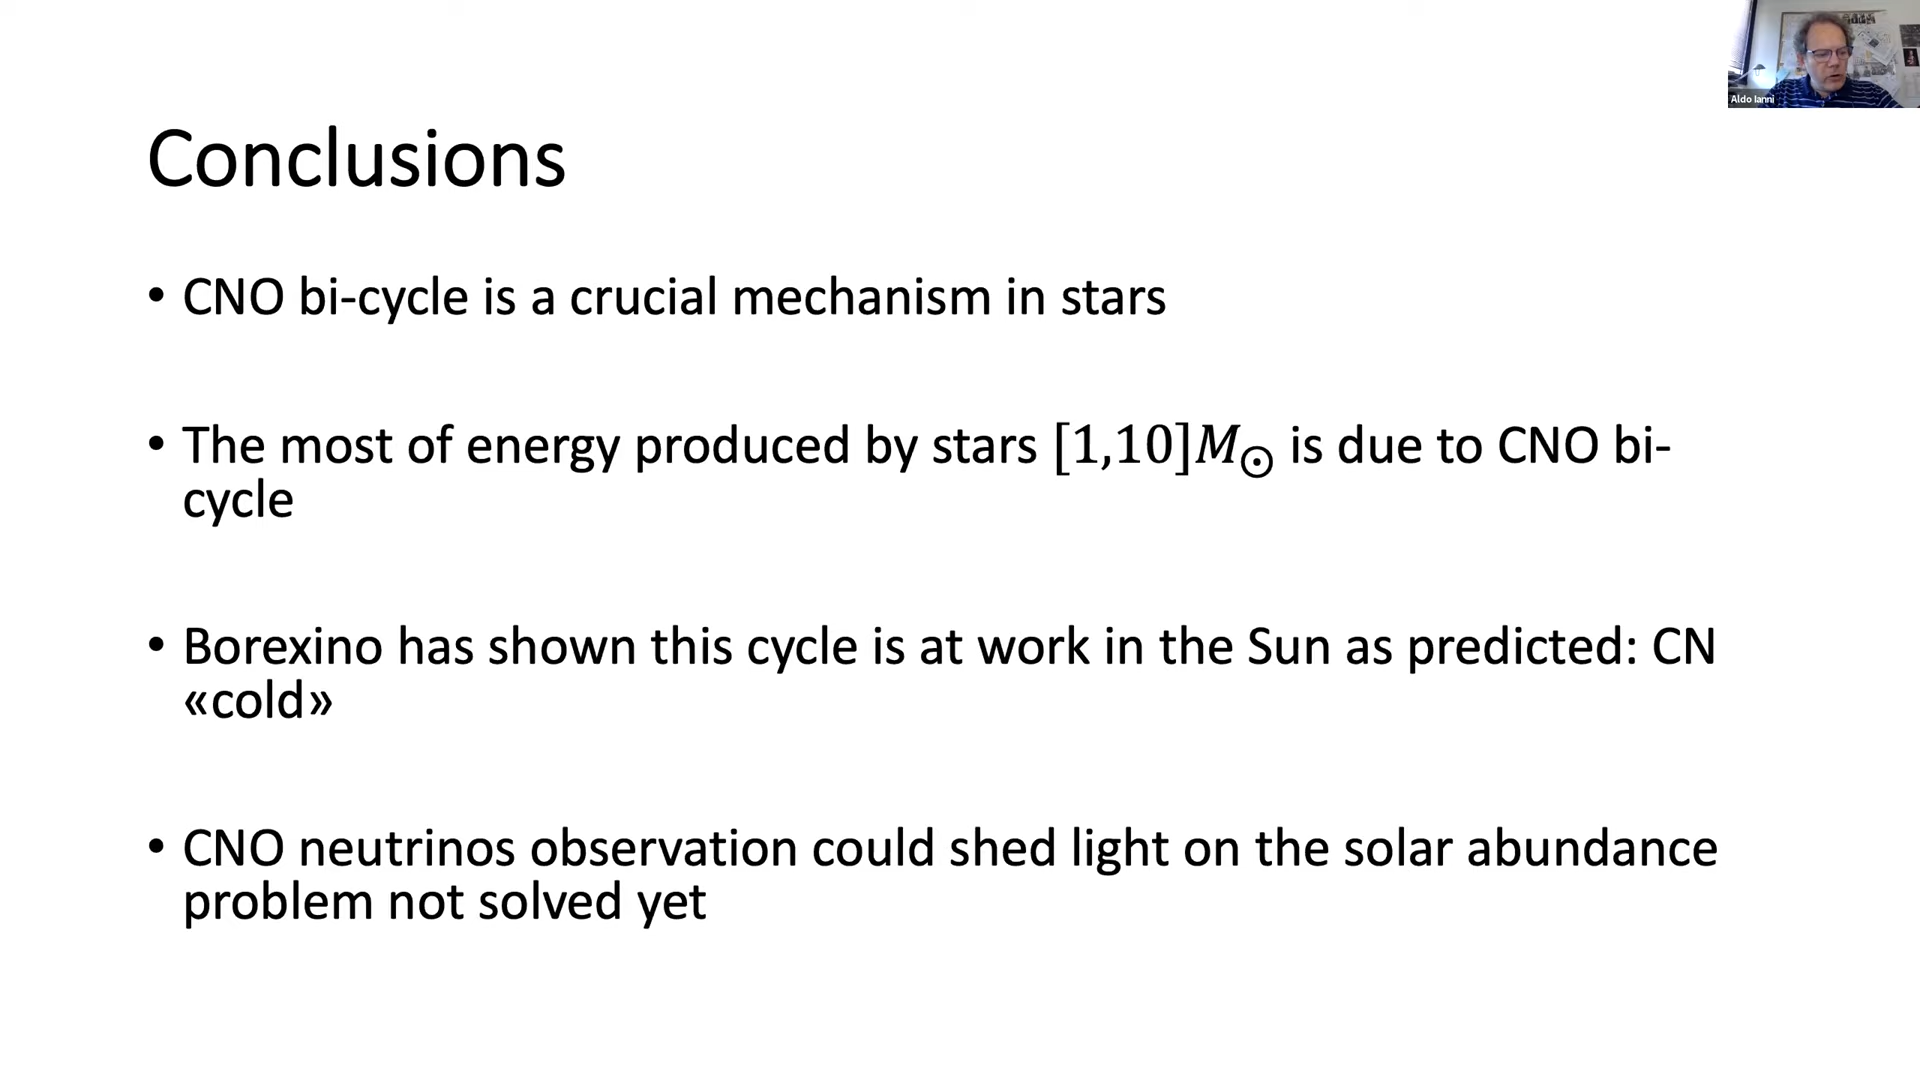 Aldo Ianni
Conclusions
• CNO bi-cycle is a crucial mechanism in stars
• The most of energy produced by stars [1,10]M⊙ is due to CNO bi-
cycle
• Borexino has shown this cycle is at work in the Sun as predicted: CN
«cold»
• CNO neutrinos observation could shed light on the solar abundance
problem not solved yet